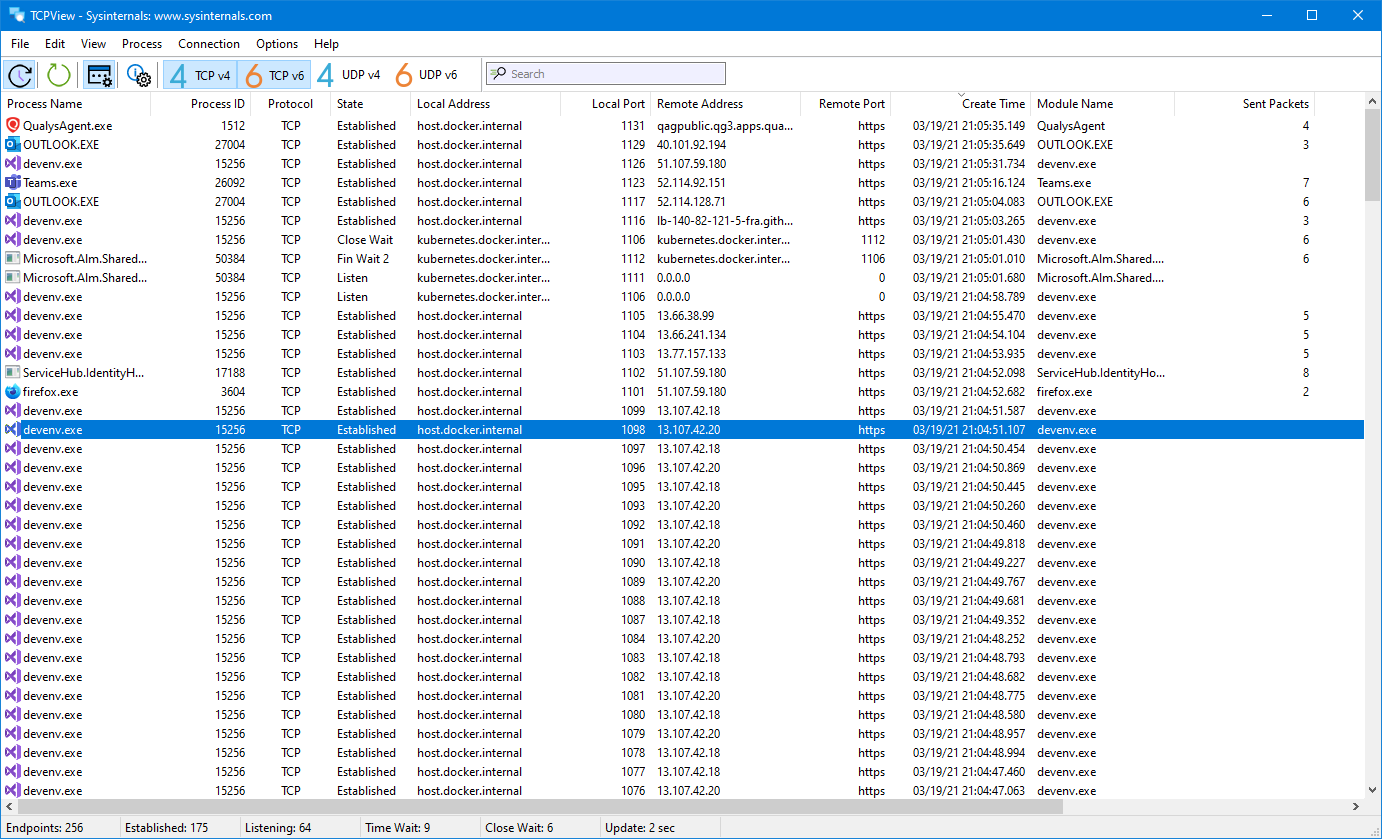 TCPView - Sysinternals: www.sysinternals.com
File Edit View Process Connection Options Help
4 TCP v4 6 TCP v6 4 UDP v4 6 UDP v6 Search
Process Name Process ID Protocol State Local Address Local Port Remote Address Remote Port Create Time Module Name Sent Packets
QualysAgent.exe 1512 TCP Established host.docker.internal 1131 qagpublic.qg3.apps.qua... https 03/19/21 21:05:35.149 QualysAgent 4
OUTLOOK.EXE 27004 TCP Established host.docker.internal 1129 40.101.92.194 https 03/19/21 21:05:35.649 OUTLOOK.EXE 3
devenv.exe 15256 TCP Established host.docker.internal 1126 51.107.59.180 https 03/19/21 21:05:31.734 devenv.exe
Teams.exe 26092 TCP Established host.docker.internal 1123 52.114.92.151 https 03/19/21 21:05:16.124 Teams.exe 7
OUTLOOK.EXE 27004 TCP Established host.docker.internal 1117 52.114.128.71 https 03/19/21 21:05:04.083 OUTLOOK.EXE 6
devenv.exe 15256 TCP Established host.docker.internal 1116 lb-140-82-121-5-fra.gith... https 03/19/21 21:05:03.265 devenv.exe 3
devenv.exe 15256 TCP Close Wait kubernetes.docker.inter... 1106 kubernetes.docker.inter... 1112 03/19/21 21:05:01.430 devenv.exe 6
Microsoft.Alm.Shared... 50384 TCP Fin Wait 2 kubernetes.docker.inter... 1112 kubernetes.docker.inter... 1106 03/19/21 21:05:01.010 Microsoft.Alm.Shared.... 6
Microsoft.Alm.Shared... 50384 TCP Listen kubernetes.docker.inter... 1111 0.0.0.0 0 03/19/21 21:05:01.680 Microsoft.Alm.Shared....
devenv.exe 15256 TCP Listen kubernetes.docker.inter... 1106 0.0.0.0 0 03/19/21 21:04:58.789 devenv.exe
devenv.exe 15256 TCP Established host.docker.internal 1105 13.66.38.99 https 03/19/21 21:04:55.470 devenv.exe 5
devenv.exe 15256 TCP Established host.docker.internal 1104 13.66.241.134 https 03/19/21 21:04:54.104 devenv.exe 5
devenv.exe 15256 TCP Established host.docker.internal 1103 13.77.157.133 https 03/19/21 21:04:53.935 devenv.exe 5
ServiceHub.IdentityH... 17188 TCP Established host.docker.internal 1102 51.107.59.180 https 03/19/21 21:04:52.098 ServiceHub.IdentityHo... 8
firefox.exe 3604 TCP Established host.docker.internal 1101 51.107.59.180 https 03/19/21 21:04:52.682 firefox.exe 2
devenv.exe 15256 TCP Established host.docker.internal 1099 13.107.42.18 https 03/19/21 21:04:51.587 devenv.exe
devenv.exe 15256 TCP Established host.docker.internal 1098 13.107.42.20 https 03/19/21 21:04:51.107 devenv.exe
devenv.exe 15256 TCP Established host.docker.internal 1097 13.107.42.18 https 03/19/21 21:04:50.454 devenv.exe
devenv.exe 15256 TCP Established host.docker.internal 1096 13.107.42.20 https 03/19/21 21:04:50.869 devenv.exe
devenv.exe 15256 TCP Established host.docker.internal 1095 13.107.42.18 https 03/19/21 21:04:50.445 devenv.exe
devenv.exe 15256 TCP Established host.docker.internal 1093 13.107.42.20 https 03/19/21 21:04:50.260 devenv.exe
devenv.exe 15256 TCP Established host.docker.internal 1092 13.107.42.18 https 03/19/21 21:04:50.460 devenv.exe
devenv.exe 15256 TCP Established host.docker.internal 1091 13.107.42.20 https 03/19/21 21:04:49.818 devenv.exe
devenv.exe 15256 TCP Established host.docker.internal 1090 13.107.42.18 https 03/19/21 21:04:49.227 devenv.exe
devenv.exe 15256 TCP Established host.docker.internal 1089 13.107.42.20 https 03/19/21 21:04:49.767 devenv.exe
devenv.exe 15256 TCP Established host.docker.internal 1088 13.107.42.18 https 03/19/21 21:04:49.681 devenv.exe
devenv.exe 15256 TCP Established host.docker.internal 1087 13.107.42.18 https 03/19/21 21:04:49.352 devenv.exe
devenv.exe 15256 TCP Established host.docker.internal 1084 13.107.42.20 https 03/19/21 21:04:48.252 devenv.exe
devenv.exe 15256 TCP Established host.docker.internal 1083 13.107.42.18 https 03/19/21 21:04:48.793 devenv.exe
devenv.exe 15256 TCP Established host.docker.internal 1082 13.107.42.18 https 03/19/21 21:04:48.682 devenv.exe
devenv.exe 15256 TCP Established host.docker.internal 1081 13.107.42.20 https 03/19/21 21:04:48.775 devenv.exe
devenv.exe 15256 TCP Established host.docker.internal 1080 13.107.42.18 https 03/19/21 21:04:48.580 devenv.exe
devenv.exe 15256 TCP Established host.docker.internal 1079 13.107.42.20 https 03/19/21 21:04:48.957 devenv.exe
devenv.exe 15256 TCP Established host.docker.internal 1078 13.107.42.18 https 03/19/21 21:04:48.994 devenv.exe
devenv.exe 15256 TCP Established host.docker.internal 1077 13.107.42.18 https 03/19/21 21:04:47.460 devenv.exe
devenv.exe 15256 TCP Established host.docker.internal 1076 13.107.42.20 https 03/19/21 21:04:47.063 devenv.exe
Endpoints: 256 Established: 175 Listening: 64 Time Wait: 9 Close Wait: 6 Update: 2 sec